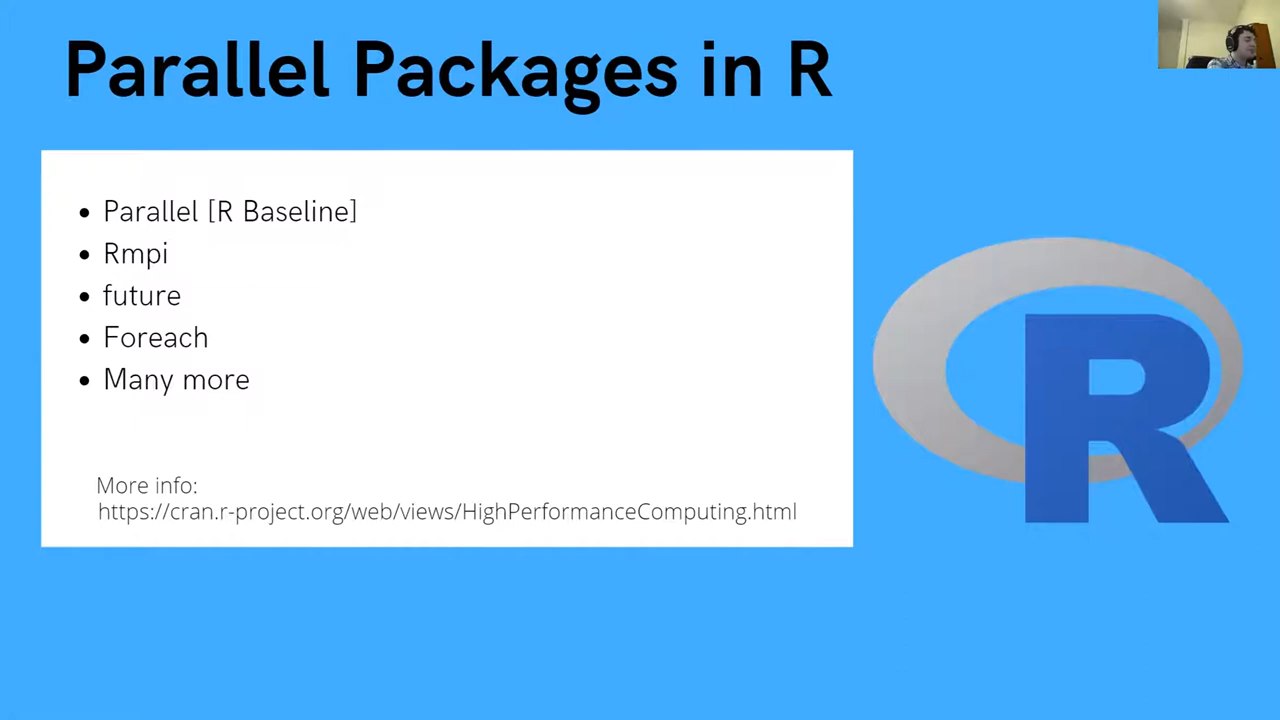 Parallel Packages in R
• Parallel [R Baseline]
• Rmpi
• future
• Foreach
• Many more
More info:
https://cran.r-project.org/web/views/HighPerformanceComputing.html
R